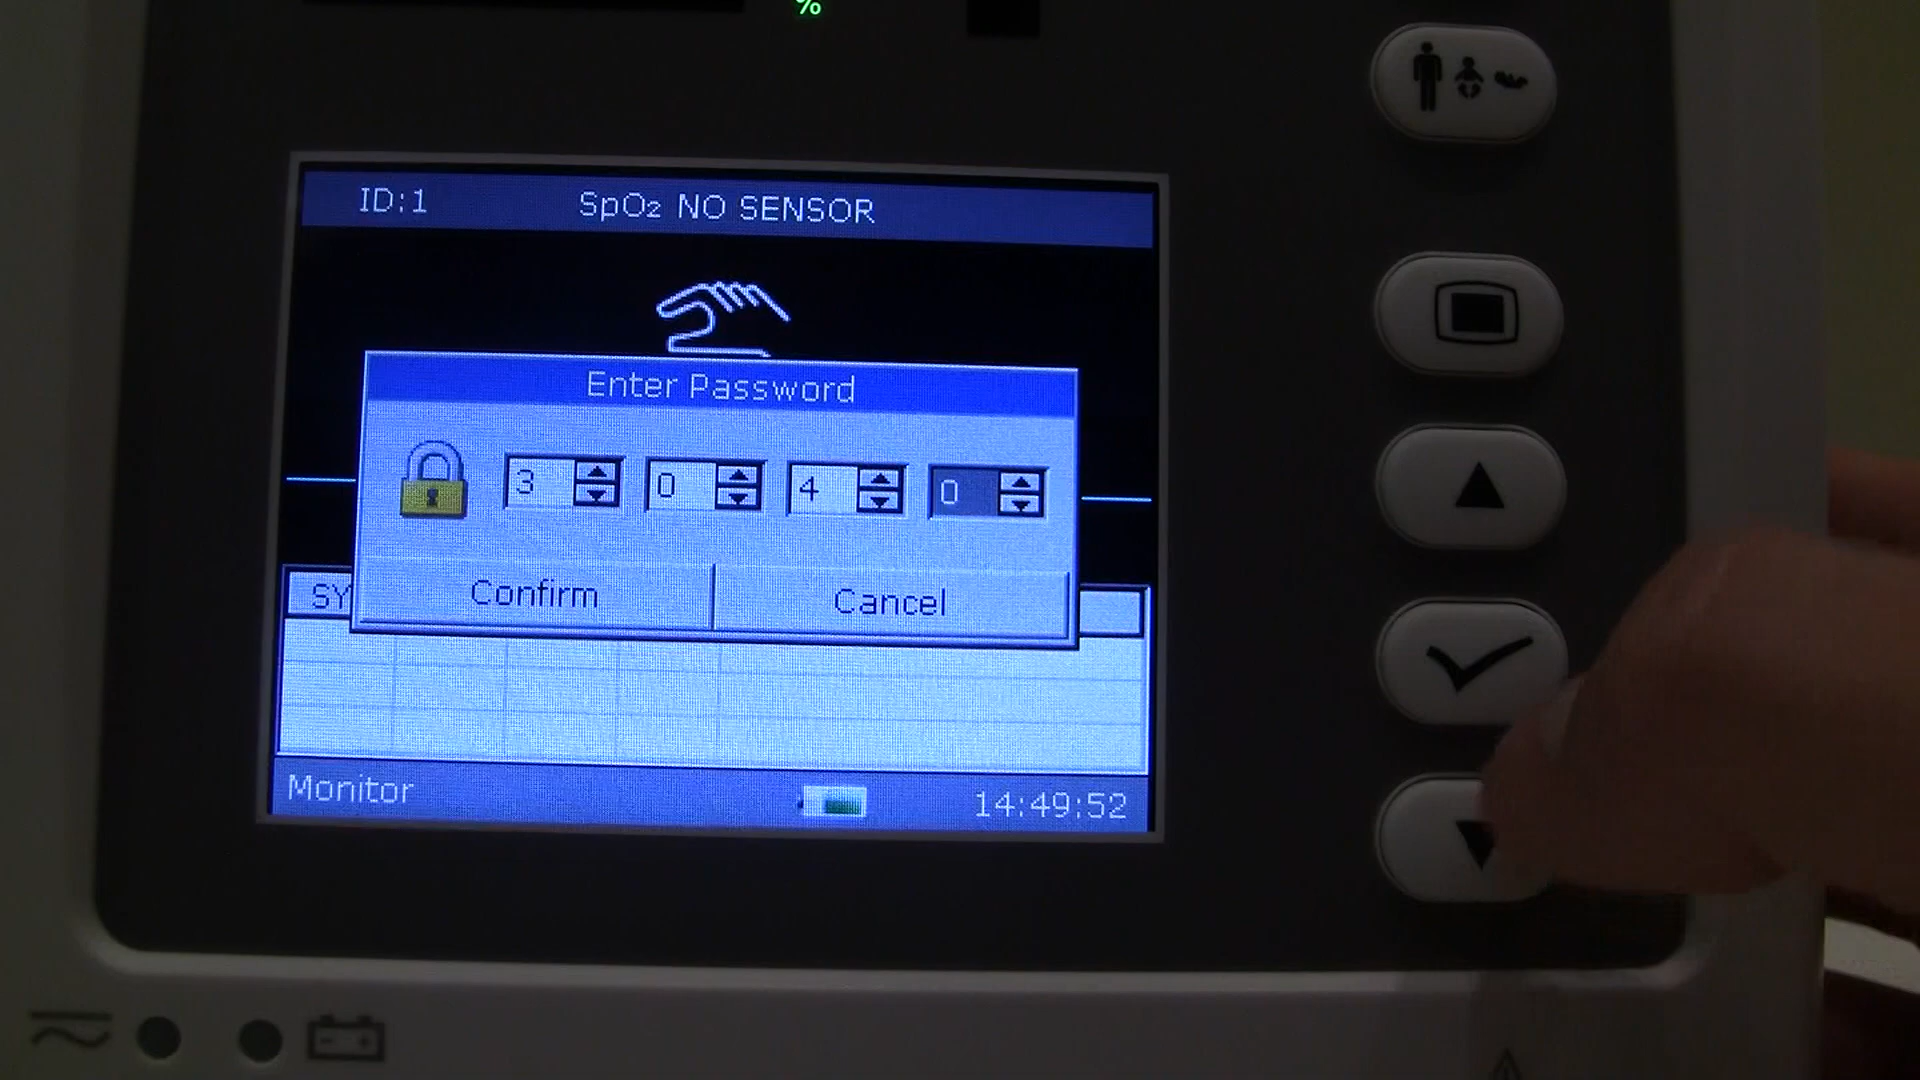 %
ID:1 SpO2 NO SENSOR
Enter Password
3 0 4 0
Confirm Cancel
SY
Monitor 14:49:52